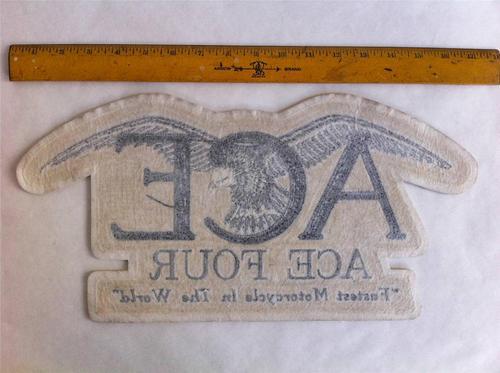 ACE
ACE FOUR
"Fastest Motorcycle In The World"